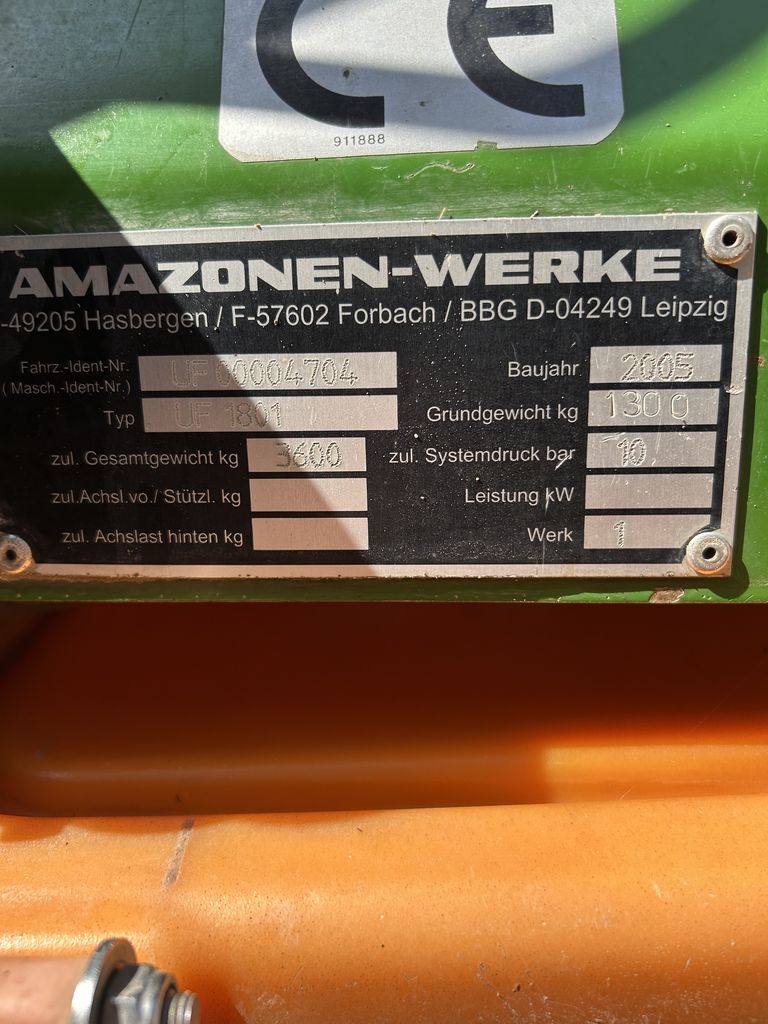 CE
911888
AMAZONEN-WERKE
-49205 Hasbergen / F-57602 Forbach / BBG D-04249 Leipzig
Fahrz.-Ident-Nr. UF 00004704 Baujahr 2005
( Masch.-Ident-Nr.)
Typ UF 1801 Grundgewicht kg 1300
zul. Gesamtgewicht kg 3600 zul. Systemdruck bar 10
zul.Achsl.vo./ Stützl. kg Leistung kW
zul. Achslast hinten kg Werk 1